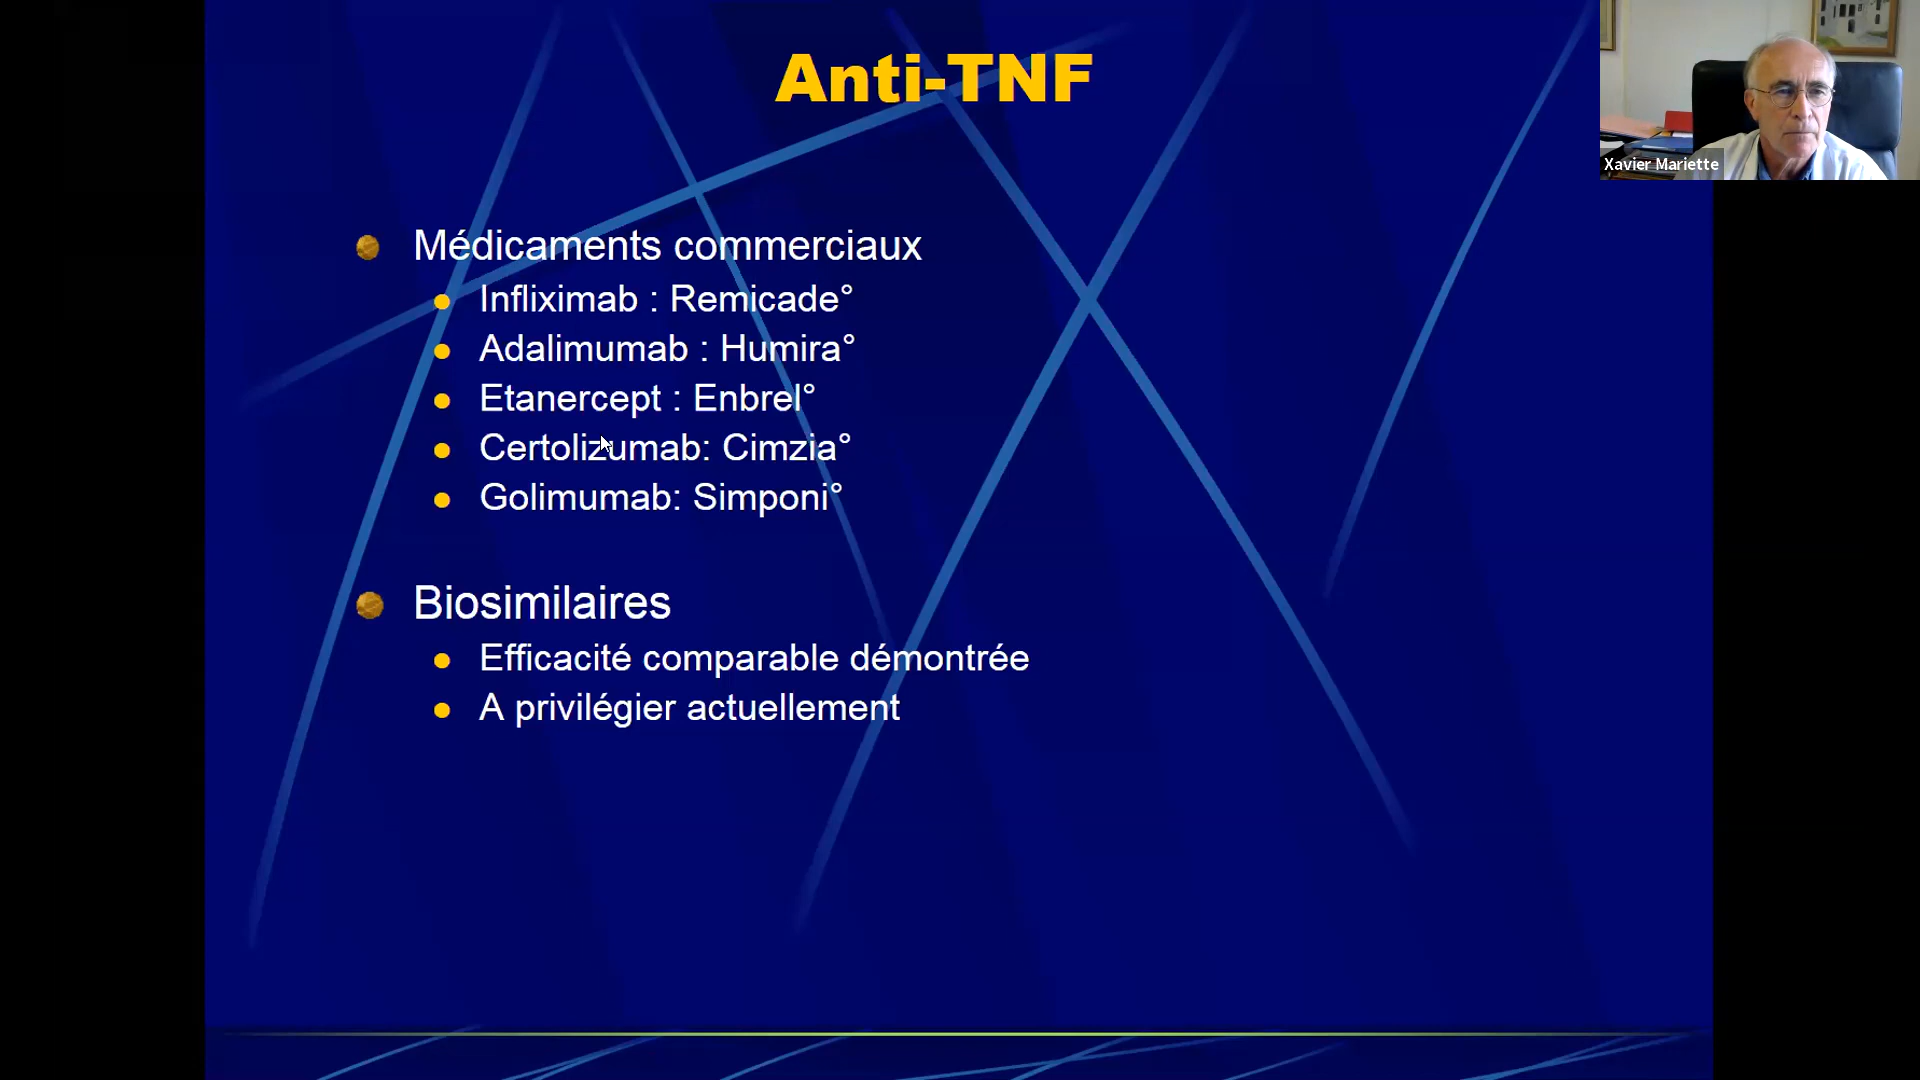 Anti-TNF
Xavier Mariette
Médicaments commerciaux
Infliximab : Remicade°
Adalimumab : Humira°
Etanercept : Enbrel°
Certolizumab: Cimzia°
Golimumab: Simponi°
Biosimilaires
Efficacité comparable démontrée
A privilégier actuellement